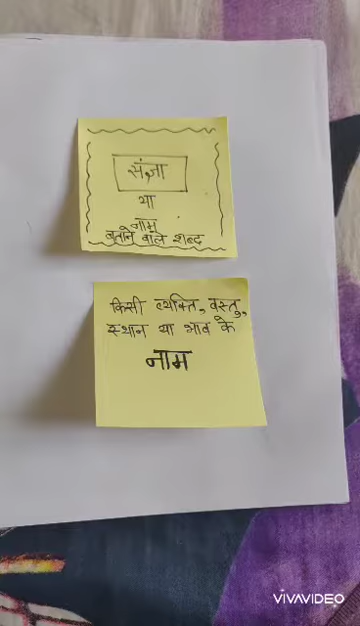 संज्ञा
या
नाम
बताने वाले शब्द
किसी व्यक्ति, वस्तु,
स्थान या भाव के
नाम
VIVAVIDEO